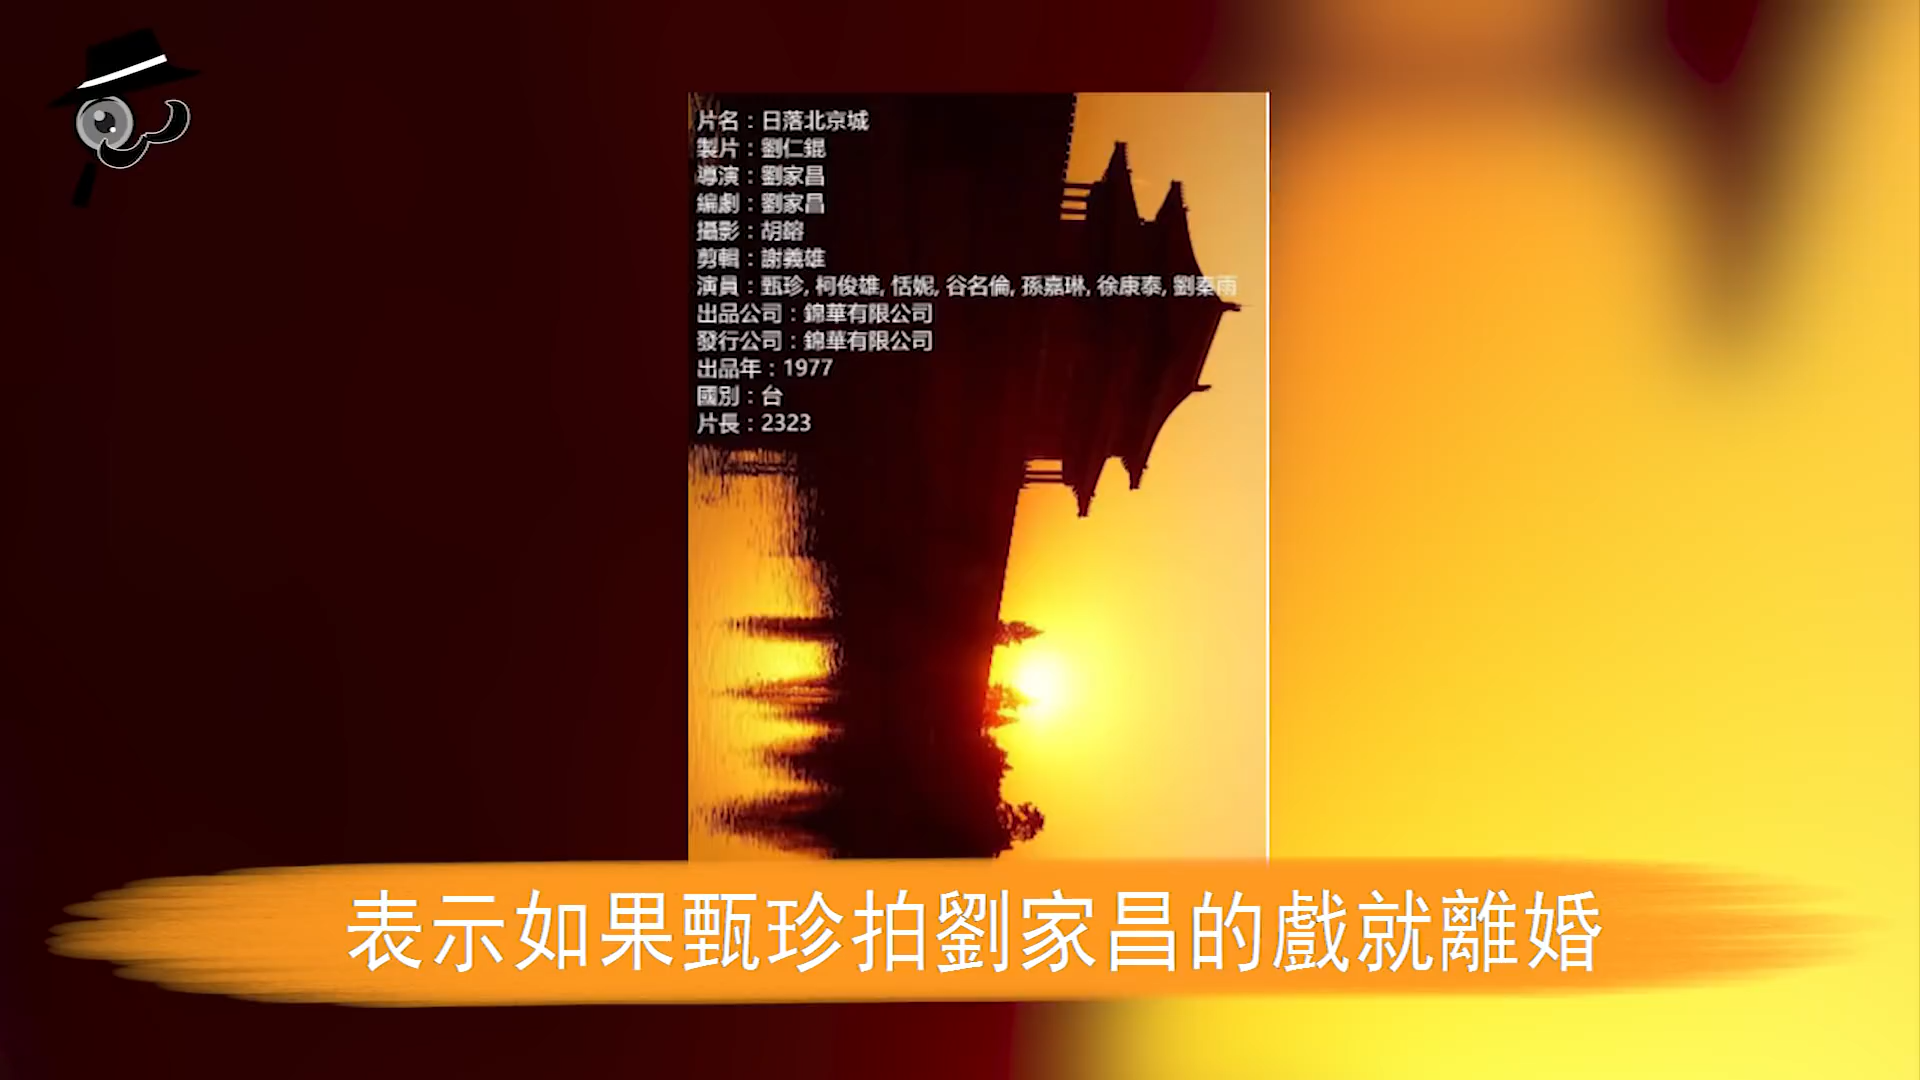 片名：日落北京城
製片：劉仁錕
導演：劉家昌
編劇：劉家昌
攝影：胡鎔
剪輯：謝義雄
演員：甄珍, 柯俊雄, 恬妮, 谷名倫, 孫嘉琳, 徐康泰, 劉秦雨
出品公司：錦華有限公司
發行公司：錦華有限公司
出品年：1977
國別：台
片長：2323
表示如果甄珍拍劉家昌的戲就離婚